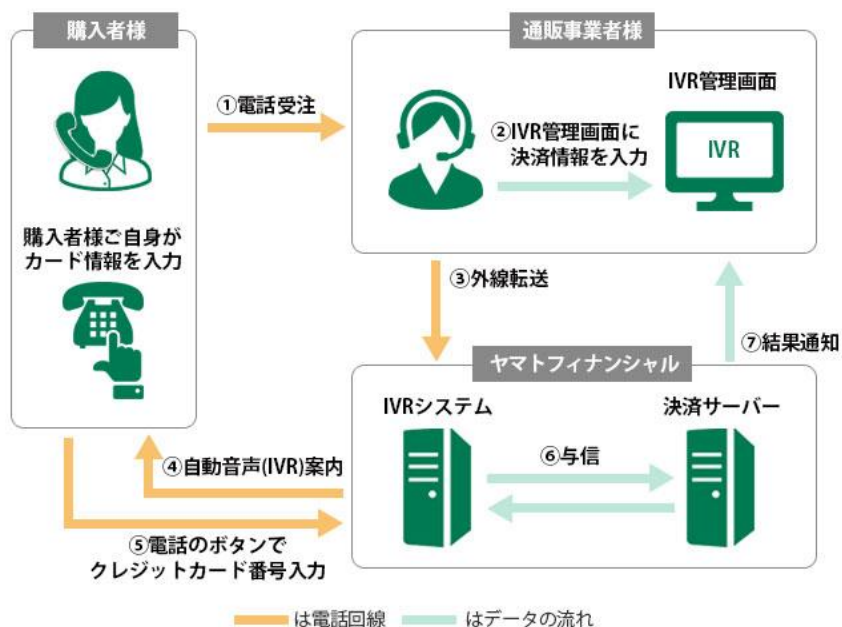 購入者様
通販事業者様
①電話受注
IVR管理画面
②IVR管理画面に
決済情報を入力
IVR
購入者様ご自身が
カード情報を入力
③外線転送
⑦結果通知
ヤマトフィナンシャル
IVRシステム
決済サーバー
④自動音声(IVR)案内
⑥与信
⑤電話のボタンで
クレジットカード番号入力
は電話回線
はデータの流れ